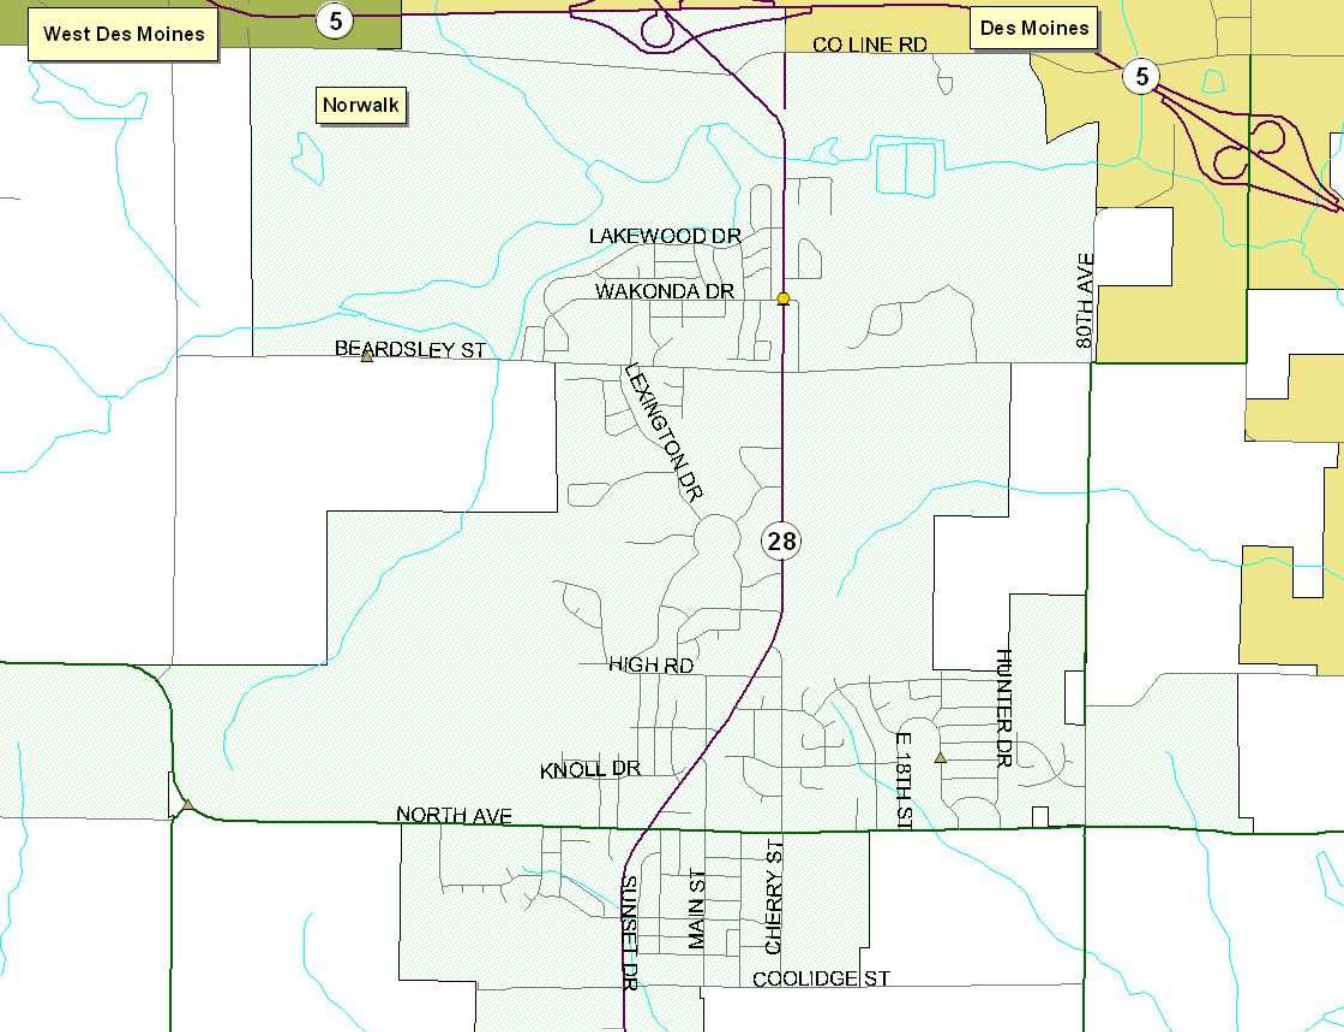 5
West Des Moines
Des Moines
CO LINE RD
5
Norwalk
LAKEWOOD DR
WAKONDA DR
80TH AVE
BEARDSLEY ST
LEXINGTON DR
28
HIGH RD
HUNTER DR
E 18TH ST
KNOLL DR
NORTH AVE
SUNSET DR
MAIN ST
CHERRY ST
COOLIDGE ST